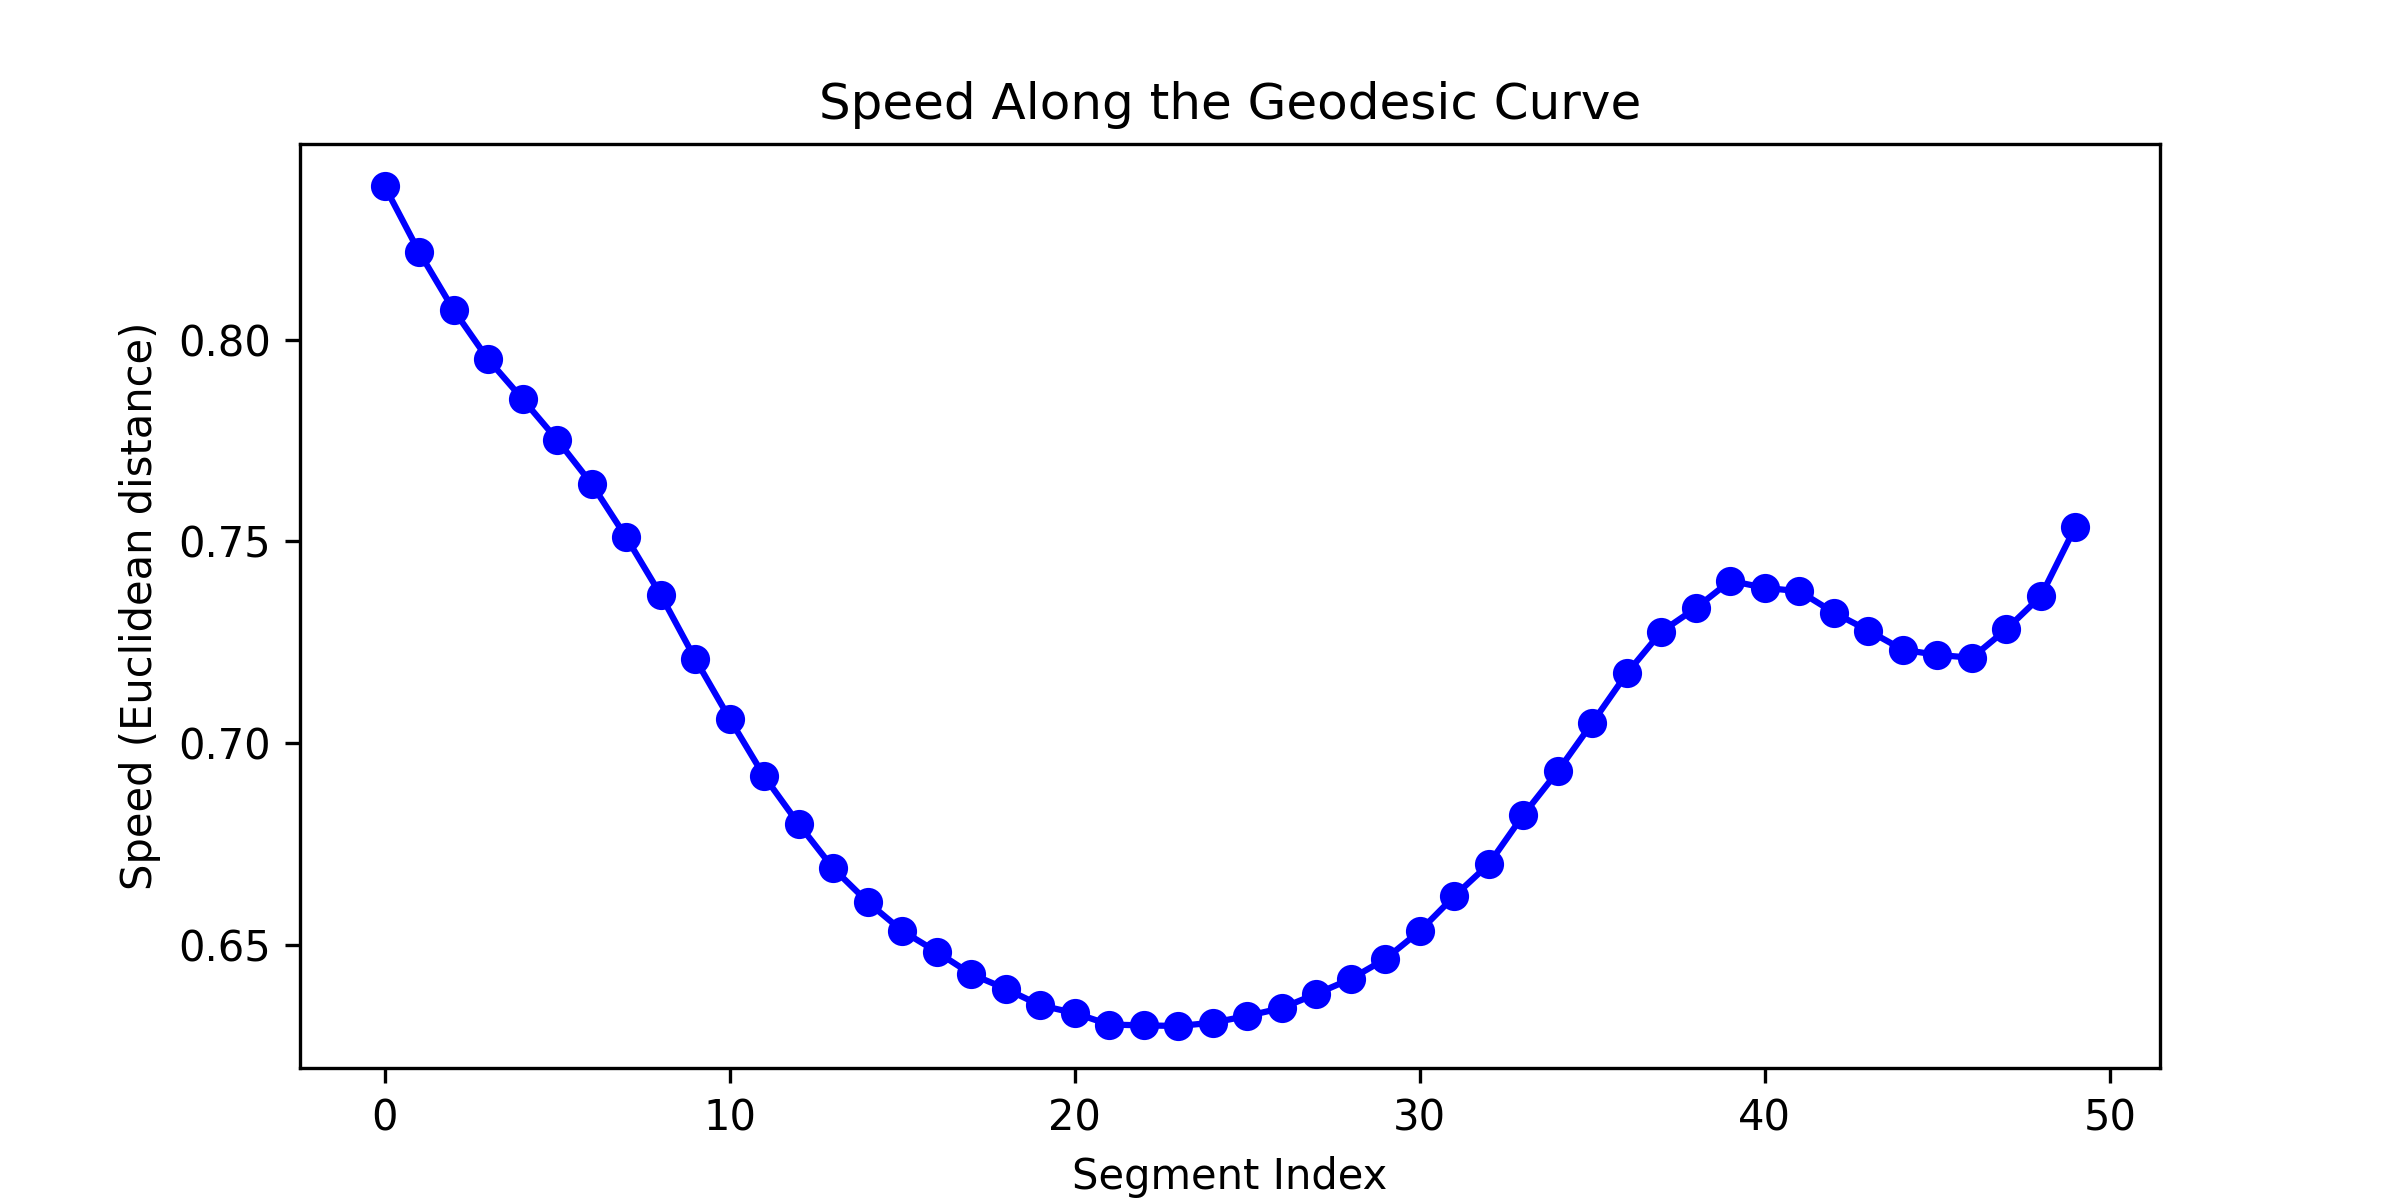 Speed Along the Geodesic Curve
Speed (Euclidean distance)
0.80
0.75
0.70
0.65
0 10 20 30 40 50
Segment Index